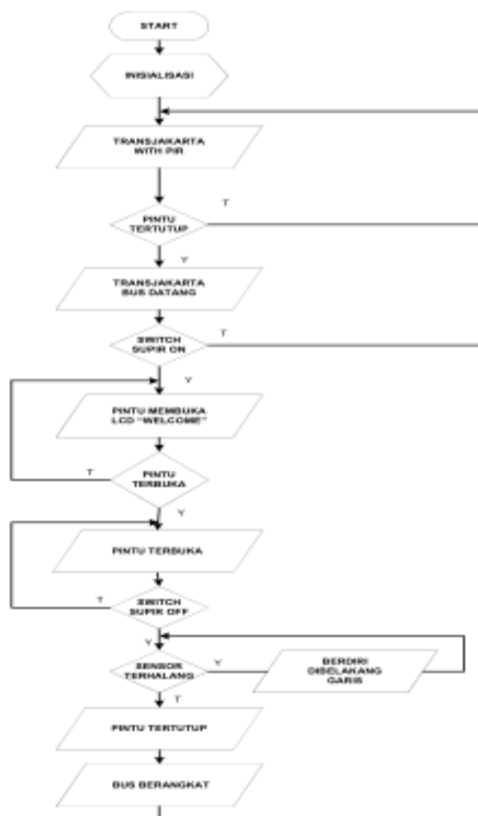 START
INISIALISASI
TRANSJAKARTA
WITH PIR
T
PINTU
TERTUTUP
Y
TRANSJAKARTA
BUS DATANG
T
SWITCH
SUPIR ON
Y
PINTU MEMBUKA
LCD "WELCOME"
T
PINTU
TERBUKA
Y
PINTU TERBUKA
T
SWITCH
SUPIR OFF
Y
SENSOR
TERHALANG
Y
BERDIRI
DIBELAKANG
GARIS
T
PINTU TERTUTUP
BUS BERANGKAT